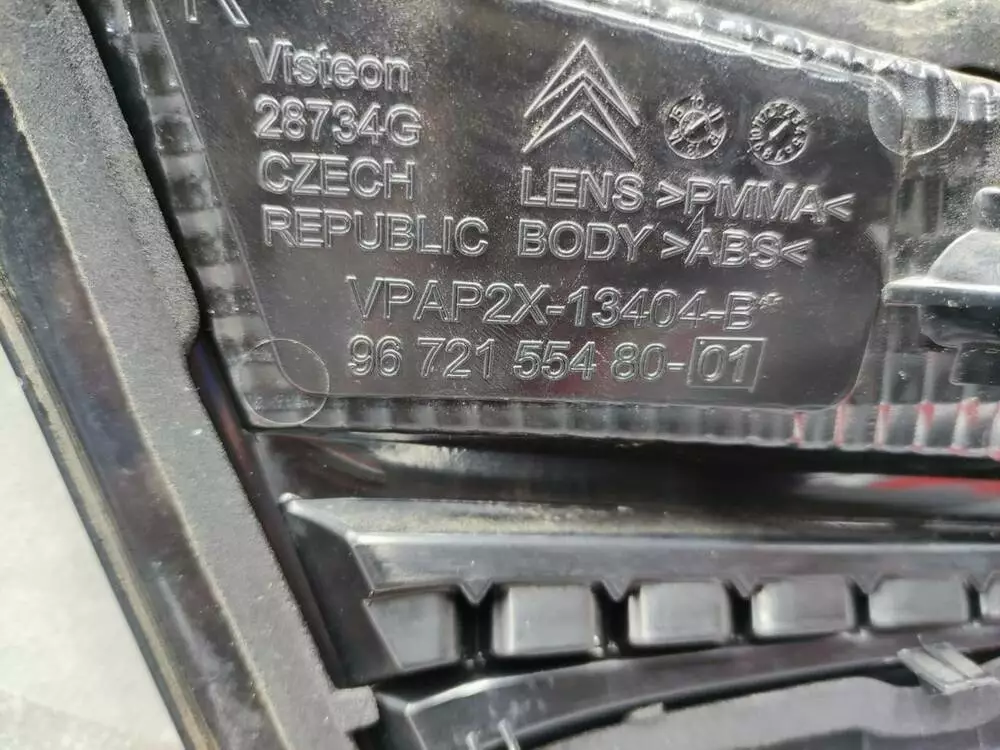 R
Visteon
28734G
CZECH
REPUBLIC
LENS >PMMA<
BODY >ABS<
VPAP2X-13404-B*
96 721 554 80-01